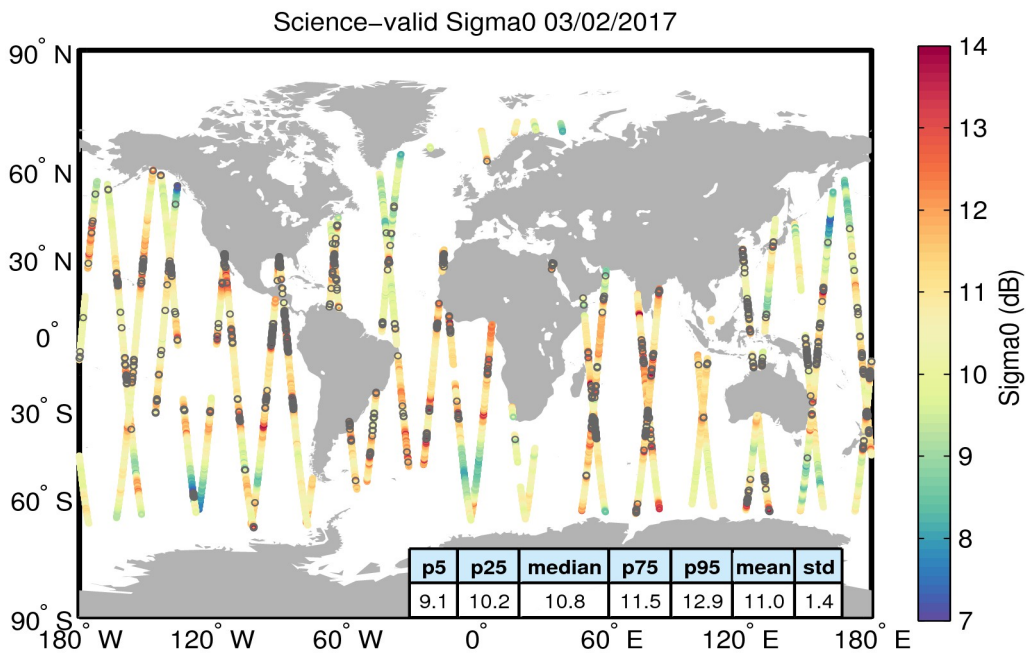 Science−valid Sigma0 03/02/2017
90° N
60° N
30° N
0°
30° S
60° S
90° S
180° W
120° W
60° W
0°
60° E
120° E
180° E
p5 p25 median p75 p95 mean std
9.1 10.2 10.8 11.5 12.9 11.0 1.4
14
13
12
11
10
9
8
7
Sigma0 (dB)